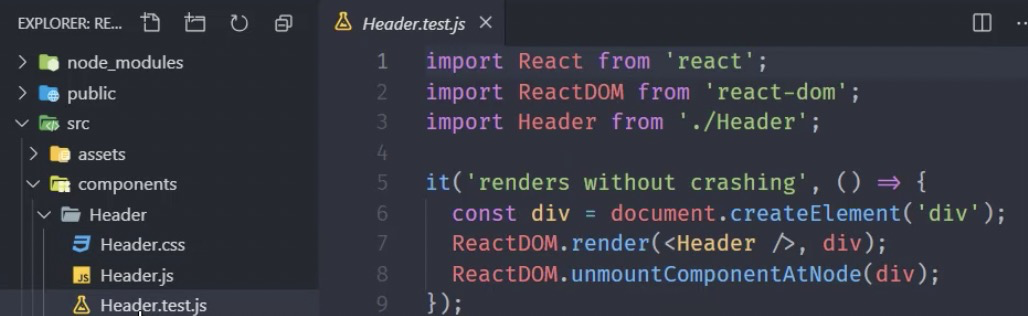 EXPLORER: RE...
node_modules
public
src
assets
components
Header
Header.css
JS Header.js
Header.test.js
Header.test.js
1 import React from 'react';
2 import ReactDOM from 'react-dom';
3 import Header from './Header';
4
5 it('renders without crashing', () => {
6 const div = document.createElement('div');
7 ReactDOM.render(<Header />, div);
8 ReactDOM.unmountComponentAtNode(div);
9 });